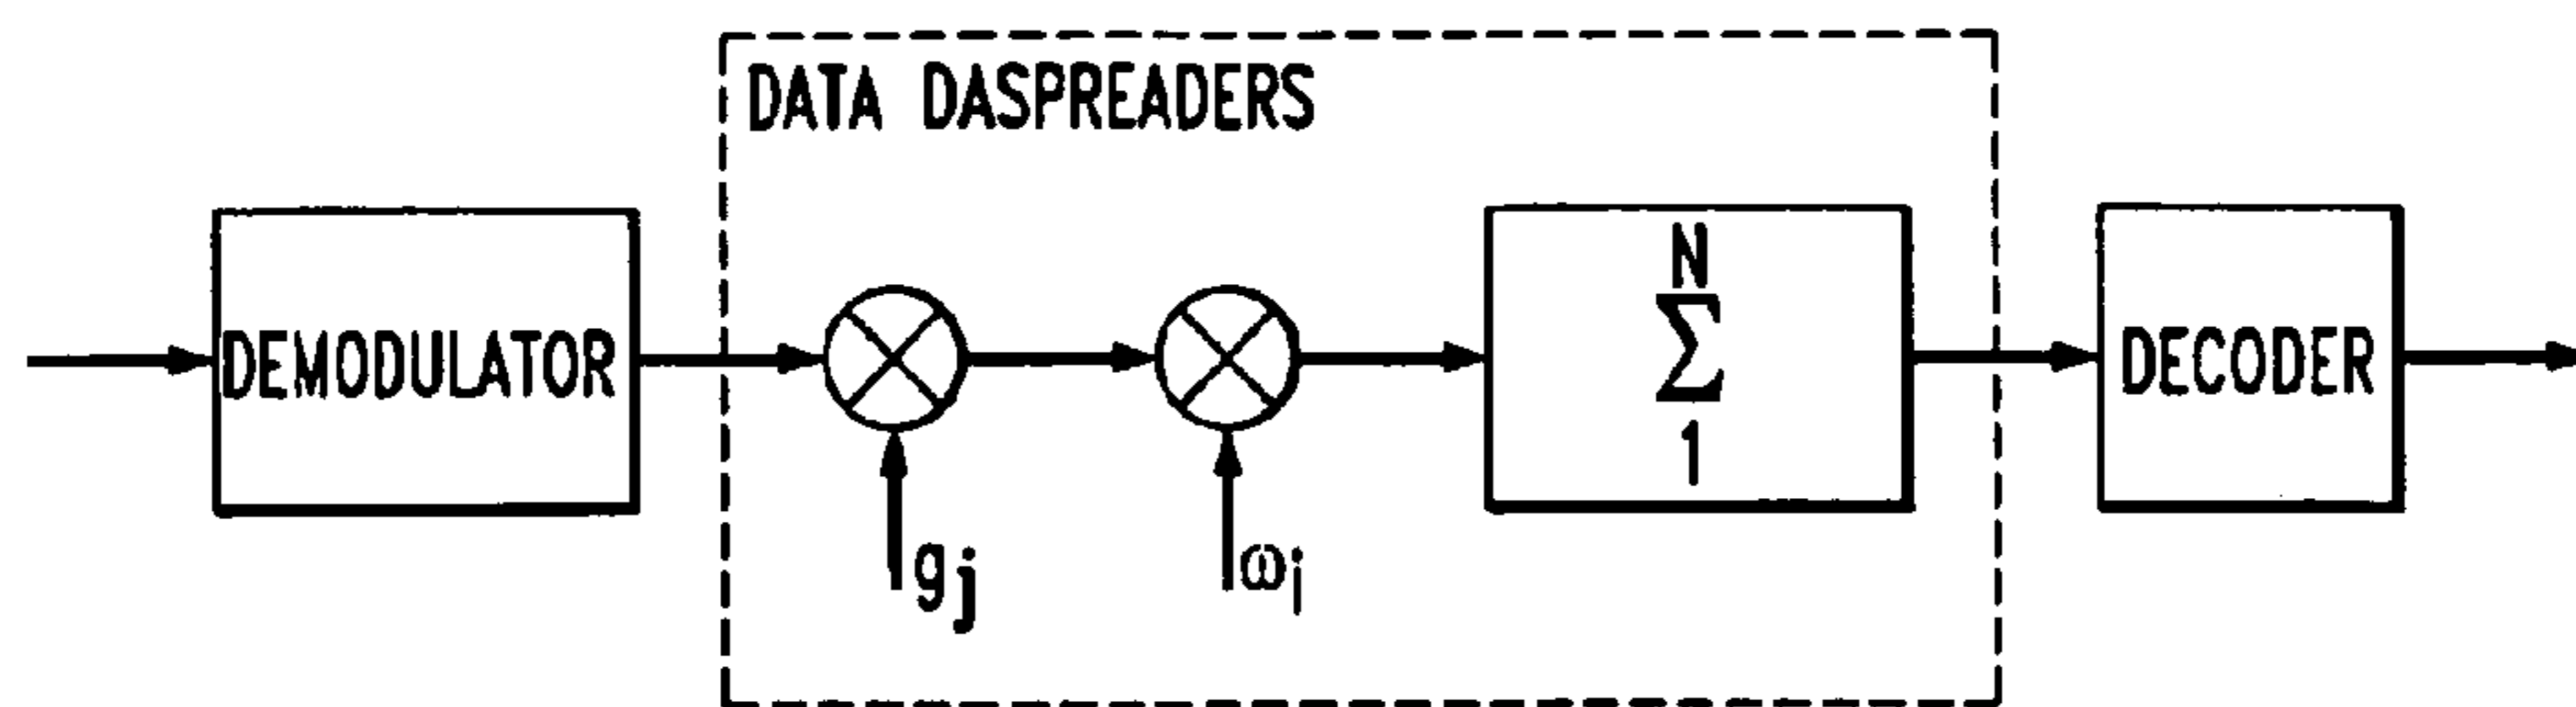 DATA DASPREADERS
DEMODULATOR
N
Σ
1
DECODER
gj
ωi